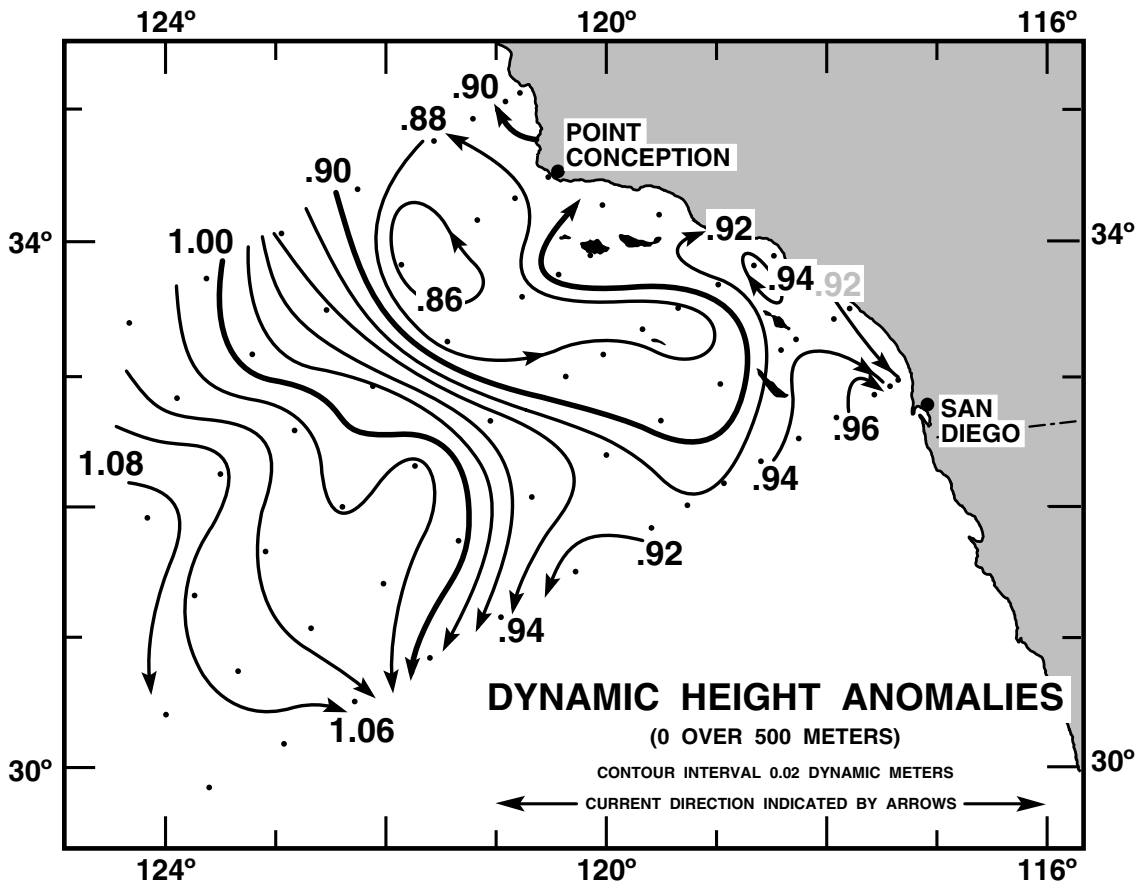 124º 120º 116º
.90
.88
POINT
CONCEPTION
.90
.92
1.00
34º 34º
.94 .92
.86
SAN
DIEGO
.96
1.08
.94
.92
.94
DYNAMIC HEIGHT ANOMALIES
1.06
(0 OVER 500 METERS)
30º 30º
CONTOUR INTERVAL 0.02 DYNAMIC METERS
CURRENT DIRECTION INDICATED BY ARROWS
124º 120º 116º